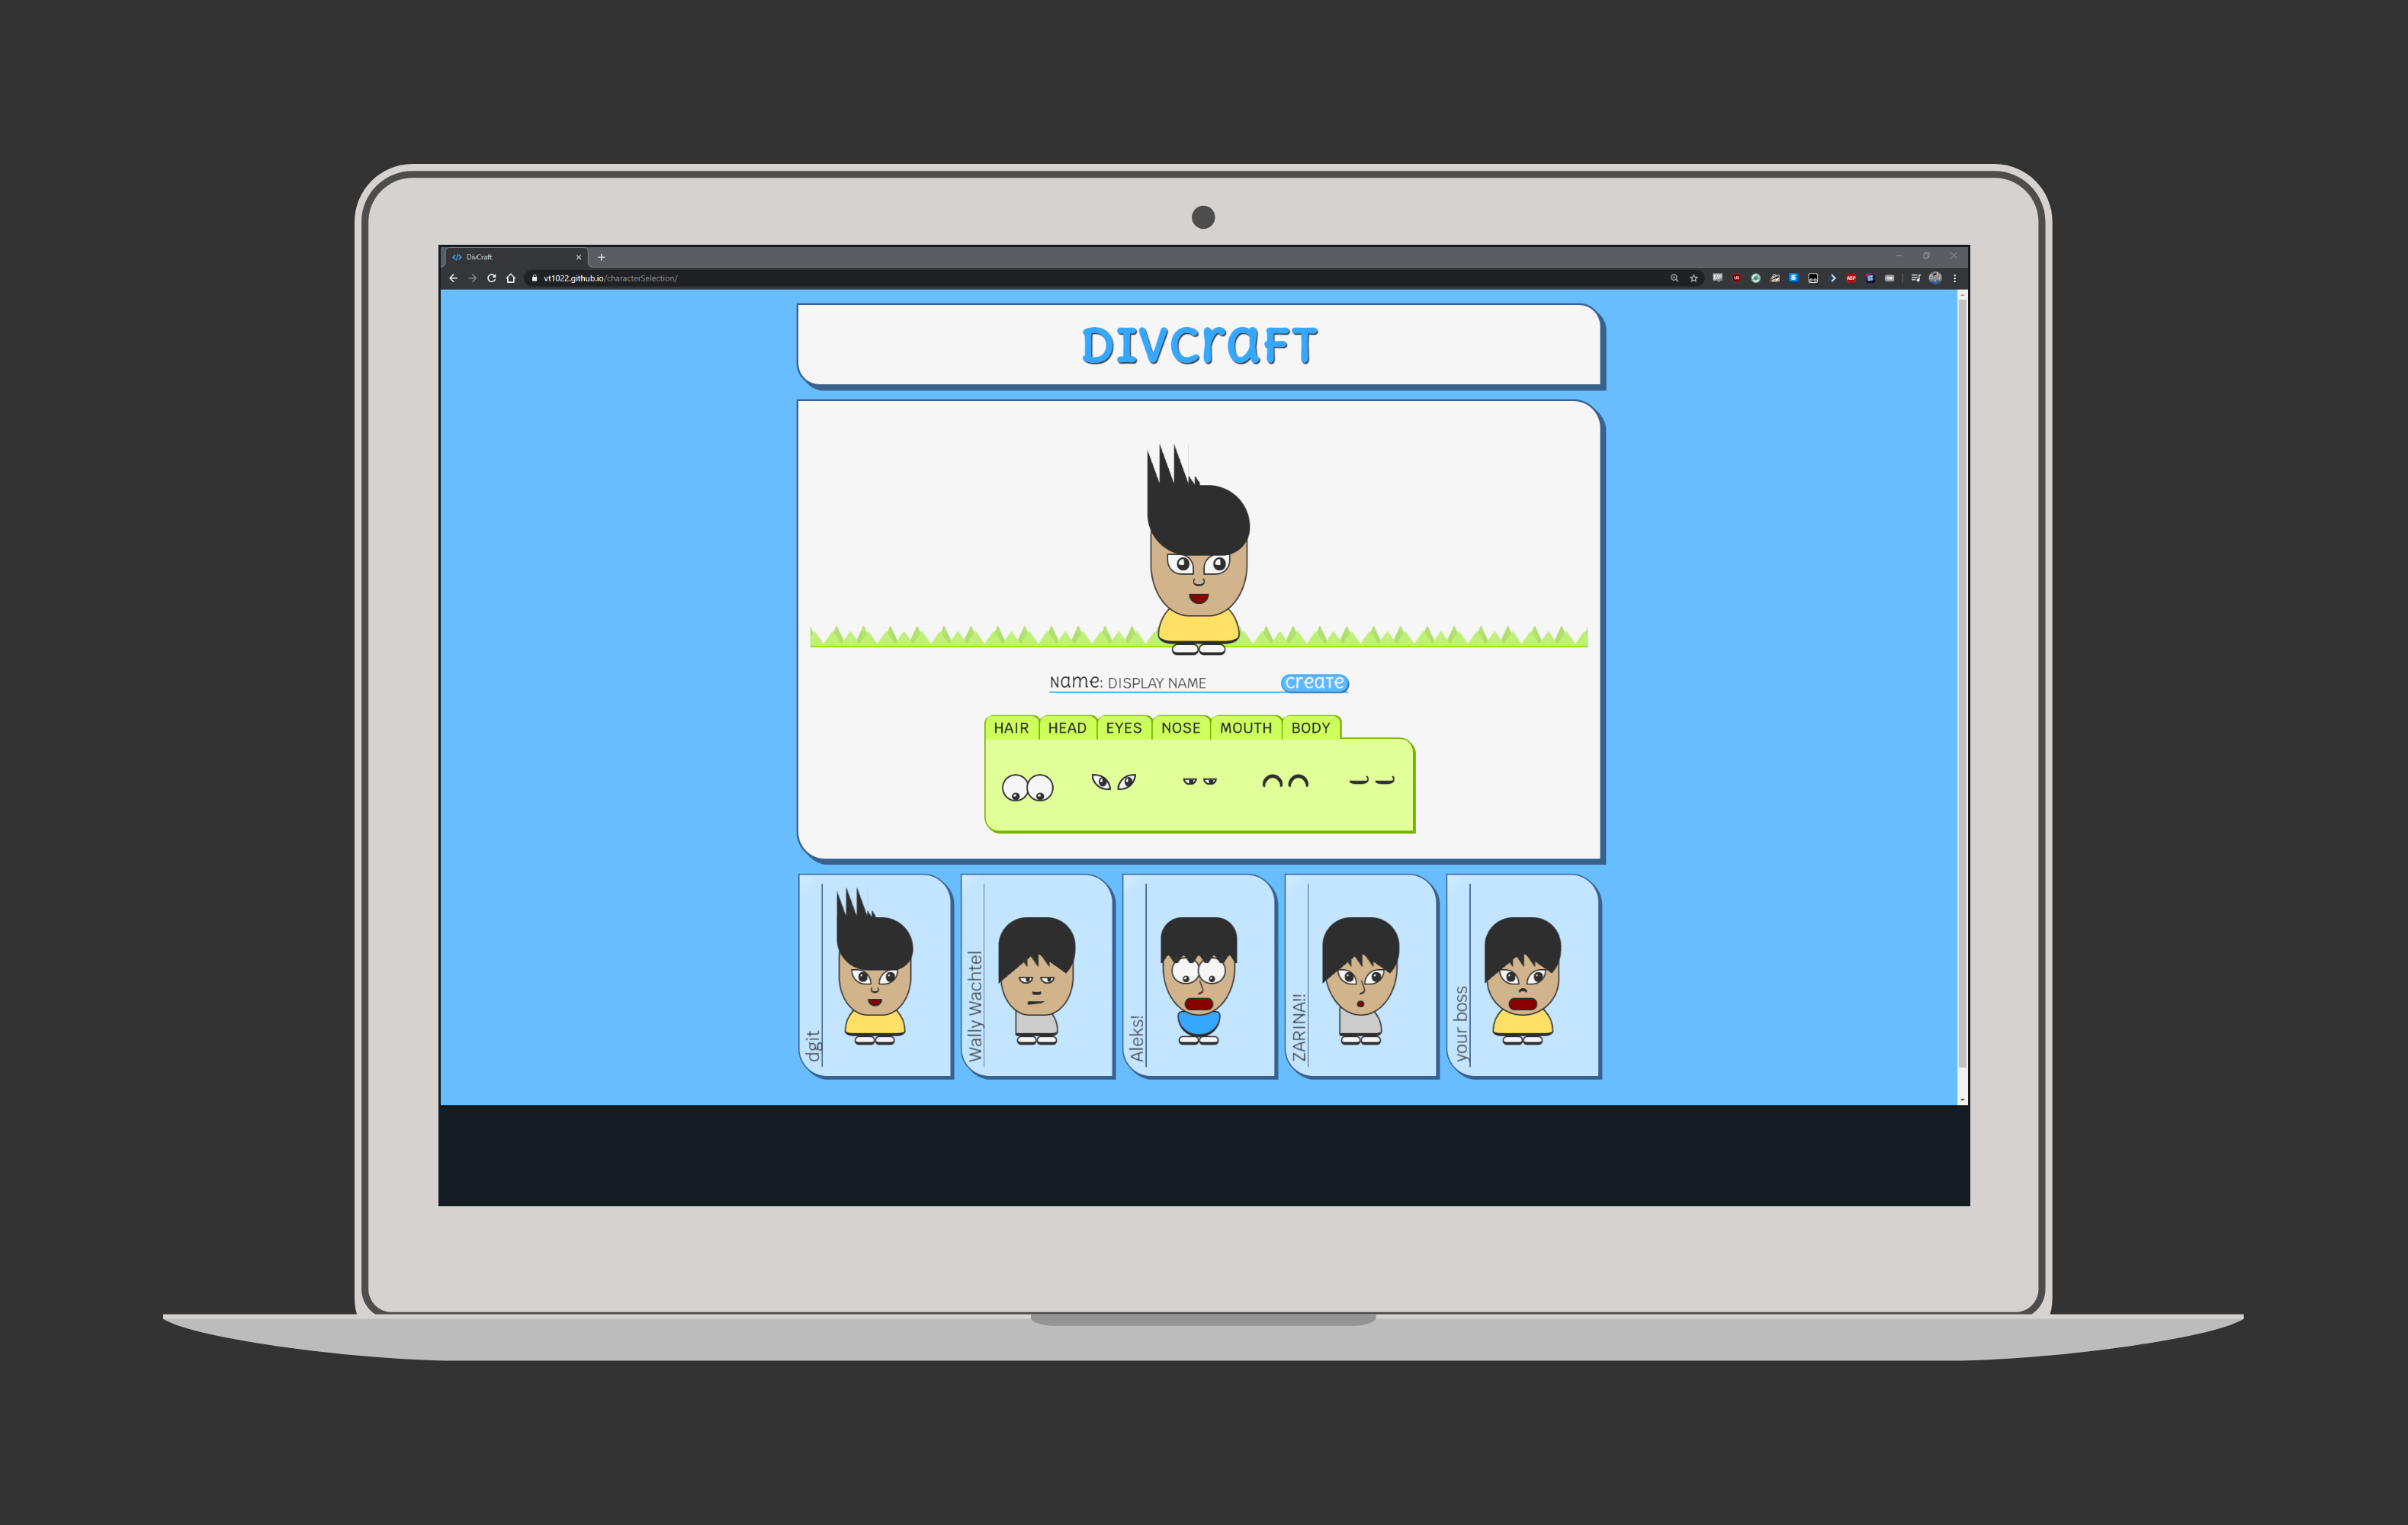 DivCraft
vt1022.github.io/characterSelection/
DIVCraFT
name: DISPLAY NAME create
HAIR HEAD EYES NOSE MOUTH BODY
dgit
Wally Wachtel
Aleks!
ZARINA!!
your boss